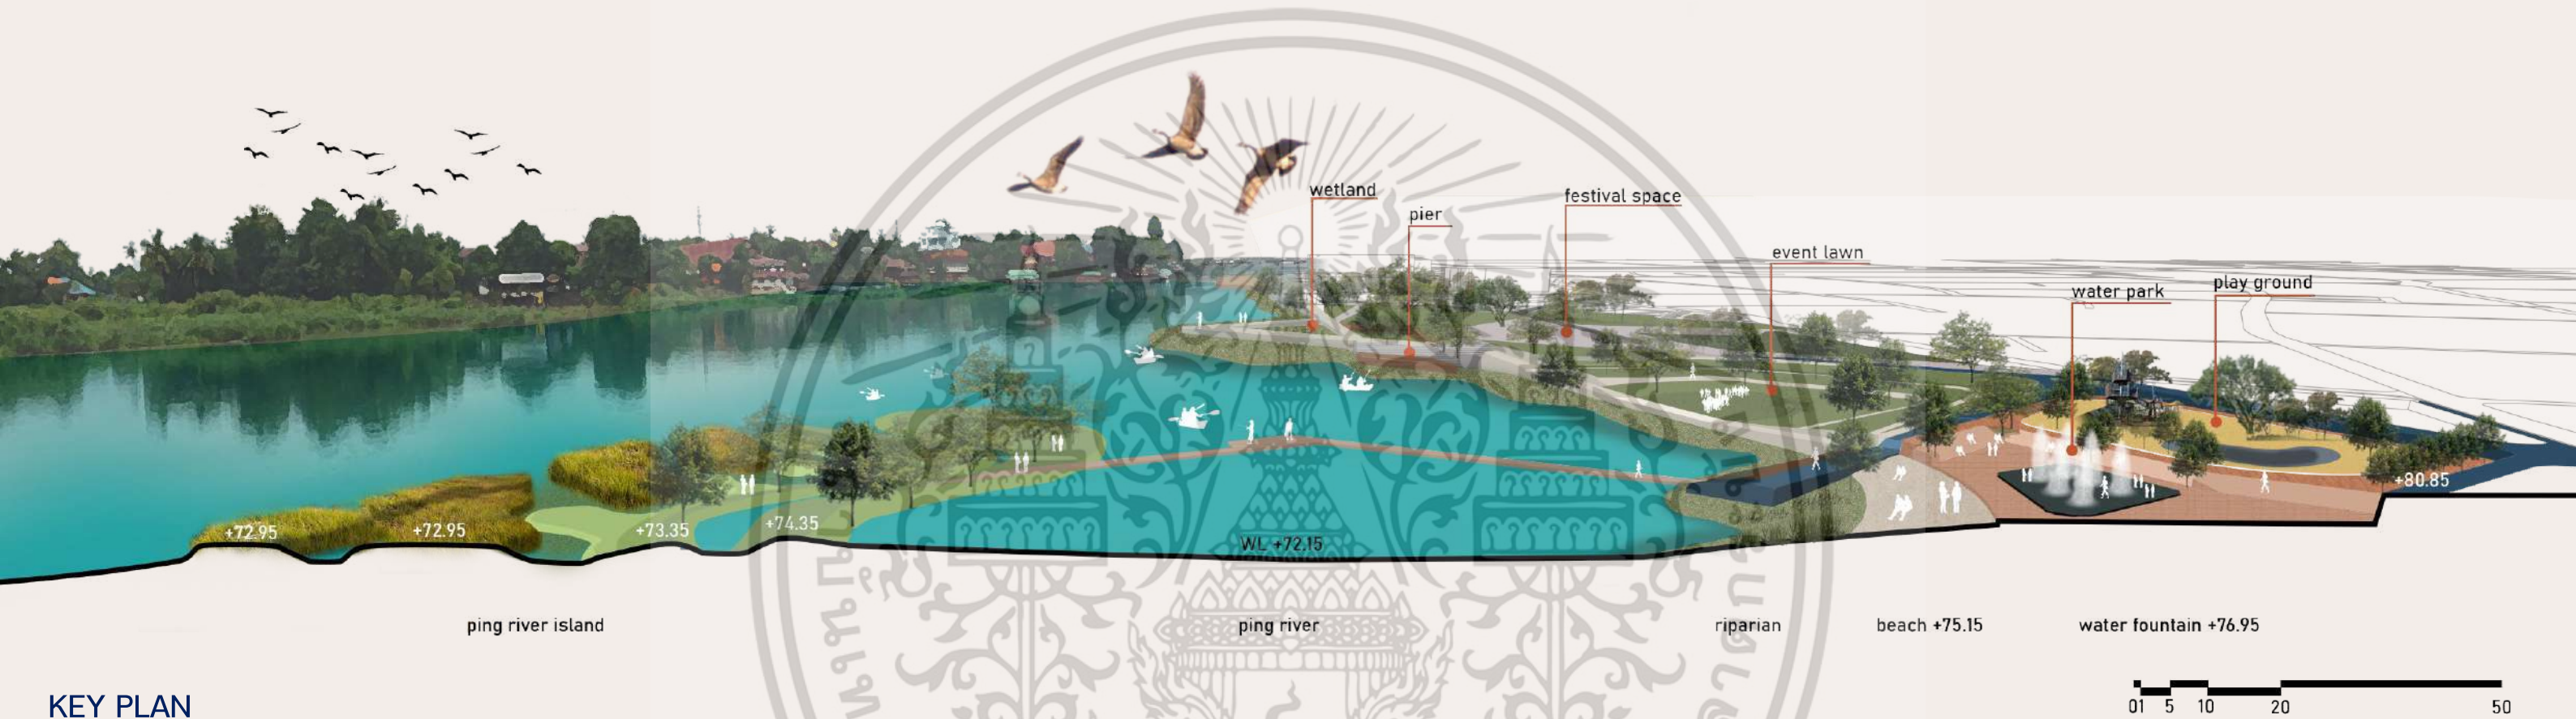 wetland
pier
festival space
event lawn
water park
play ground
+72.95
+72.95
+73.35
+74.35
WL +72.15
+80.85
ping river island
ping river
riparian
beach +75.15
water fountain +76.95
KEY PLAN
01 5 10 20 50